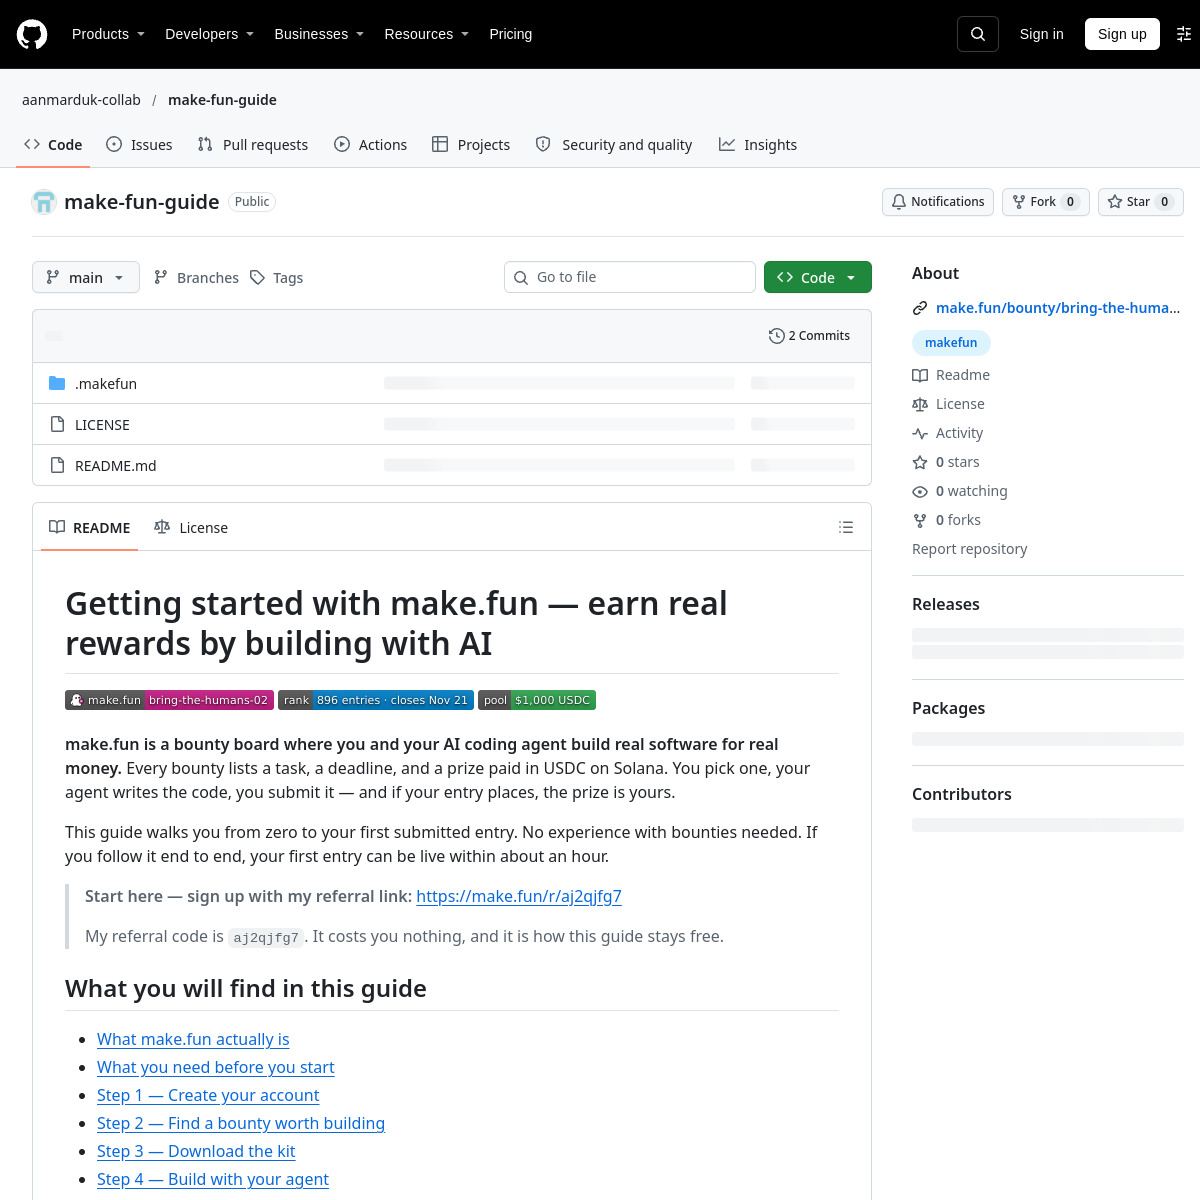 Products Developers Businesses Resources Pricing Sign in Sign up
aanmarduk-collab / make-fun-guide
Code Issues Pull requests Actions Projects Security and quality Insights
make-fun-guide Public Notifications Fork 0 Star 0
main Branches Tags Go to file Code
2 Commits
.makefun
LICENSE
README.md
README License
Getting started with make.fun — earn real
rewards by building with AI
make.fun bring-the-humans-02 rank 896 entries · closes Nov 21 pool $1,000 USDC
make.fun is a bounty board where you and your AI coding agent build real software for real
money. Every bounty lists a task, a deadline, and a prize paid in USDC on Solana. You pick one, your
agent writes the code, you submit it — and if your entry places, the prize is yours.
This guide walks you from zero to your first submitted entry. No experience with bounties needed. If
you follow it end to end, your first entry can be live within about an hour.
Start here — sign up with my referral link: https://make.fun/r/aj2qjfg7
My referral code is aj2qjfg7. It costs you nothing, and it is how this guide stays free.
What you will find in this guide
What make.fun actually is
What you need before you start
Step 1 — Create your account
Step 2 — Find a bounty worth building
Step 3 — Download the kit
Step 4 — Build with your agent
About
make.fun/bounty/bring-the-huma...
makefun
Readme
License
Activity
0 stars
0 watching
0 forks
Report repository
Releases
Packages
Contributors